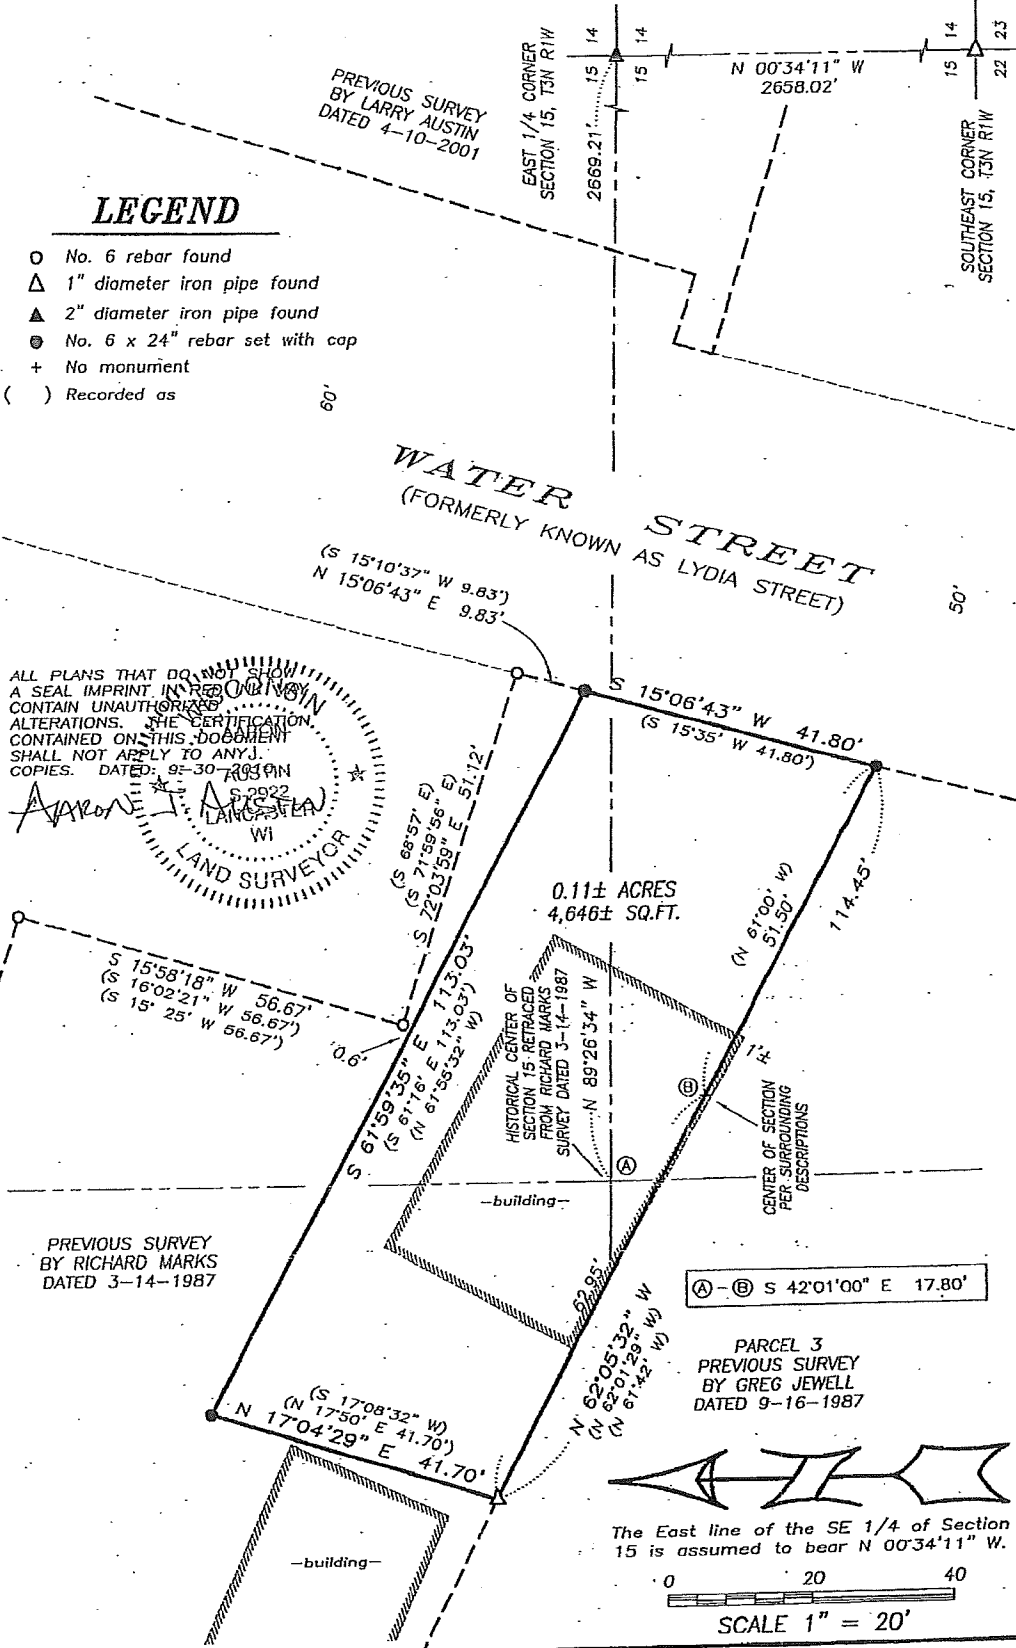 14
14
15
15
N 00°34'11" W
2658.02'
14
23
15
22
EAST 1/4 CORNER
SECTION 15, T3N R1W
2669.21'
SOUTHEAST CORNER
SECTION 15, T3N R1W
PREVIOUS SURVEY
BY LARRY AUSTIN
DATED 4-10-2001
LEGEND
No. 6 rebar found
1" diameter iron pipe found
2" diameter iron pipe found
No. 6 x 24" rebar set with cap
+ No monument
( ) Recorded as
60'
WATER STREET
(FORMERLY KNOWN AS LYDIA STREET)
50'
(S 15°10'37" W 9.83')
N 15°06'43" E 9.83'
S 15°06'43" W 41.80'
(S 15°35' W 41.80')
ALL PLANS THAT DO NOT SHOW
A SEAL IMPRINT IN RED INK MAY
CONTAIN UNAUTHORIZED
ALTERATIONS. THE CERTIFICATION
CONTAINED ON THIS DOCUMENT
SHALL NOT APPLY TO ANY
COPIES. DATED: 9-30-2010
WISCONSIN
AARON
J.
AUSTIN
S-2922
LANCASTER
WI
LAND SURVEYOR
AARON J. AUSTIN
(S 68°57' E)
(S 71°59'56" E)
S 72°03'59" E 51.12'
0.11± ACRES
4,646± SQ.FT.
(N 61°00' W)
51.50'
114.45'
S 15°58'18" W 56.67'
(S 16°02'21" W 56.67')
(S 15° 25' W 56.67')
0.6'
S 61°59'35" E 113.03'
(S 61°16' E 113.03')
(N 61°55'32" W)
HISTORICAL CENTER OF
SECTION 15 RETRACED
FROM RICHARD MARKS
SURVEY DATED 3-14-1987
N 89°26'34" W
1'±
B
CENTER OF SECTION
PER SURROUNDING
DESCRIPTIONS
A
-building-
PREVIOUS SURVEY
BY RICHARD MARKS
DATED 3-14-1987
62.95'
A - B S 42°01'00" E 17.80'
N 62°05'32" W
(N 62°01'29" W)
(N 61°42' W)
PARCEL 3
PREVIOUS SURVEY
BY GREG JEWELL
DATED 9-16-1987
(S 17°08'32" W)
(N 17°50' E 41.70')
N 17°04'29" E 41.70'
-building-
N
The East line of the SE 1/4 of Section
15 is assumed to bear N 00°34'11" W.
0 20 40
SCALE 1" = 20'